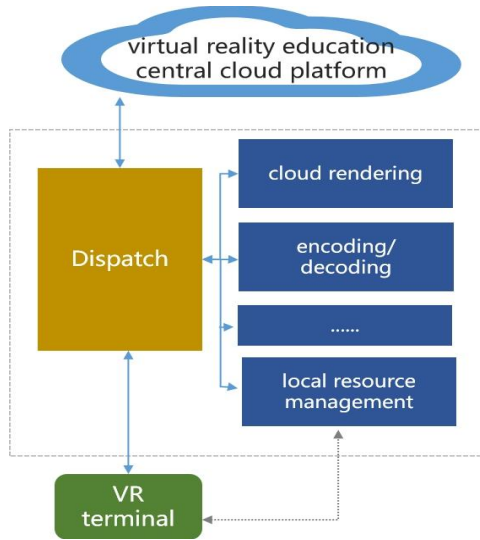 virtual reality education
central cloud platform
Dispatch
cloud rendering
encoding/
decoding
......
local resource
management
VR
terminal